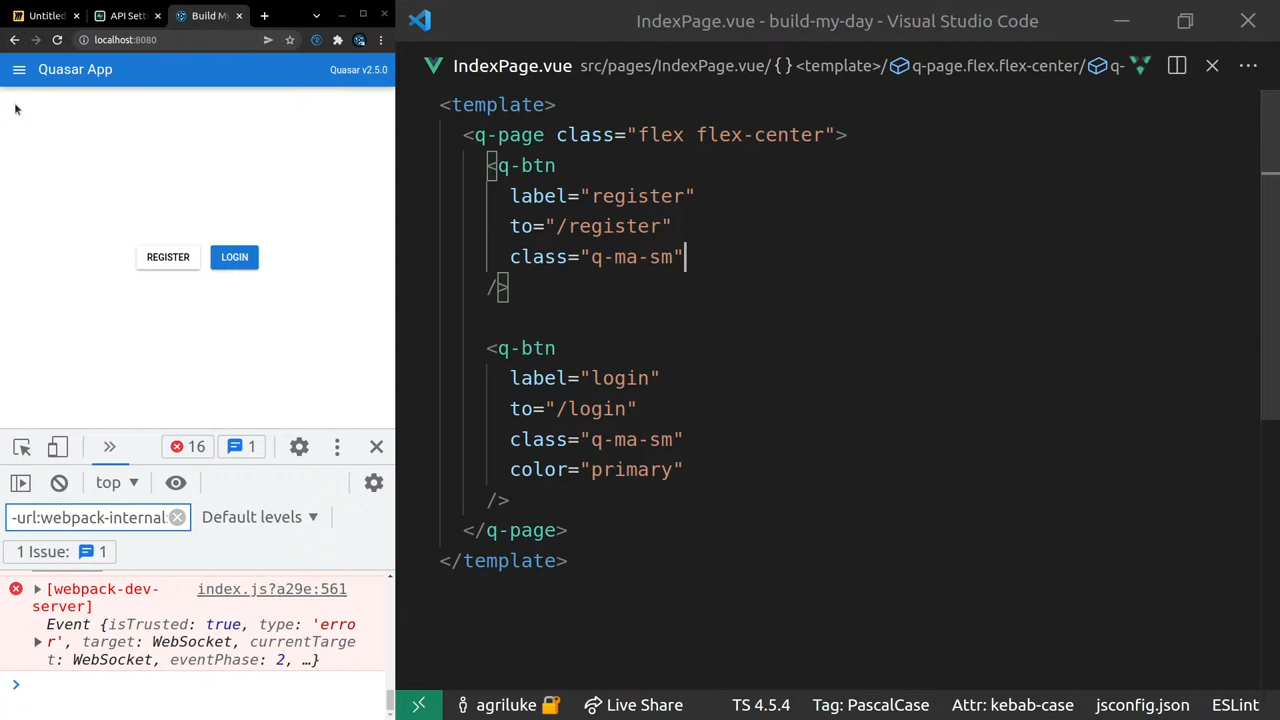 Untitled
API Sett
Build My
localhost:8080
Quasar App
Quasar v2.5.0
REGISTER
LOGIN
16
1
top
-url:webpack-internal:
Default levels
1 Issue:
1
[webpack-dev-server]
index.js?a29e:561
Event {isTrusted: true, type: 'error', target: WebSocket, currentTarget: WebSocket, eventPhase: 2, …}
>
IndexPage.vue - build-my-day - Visual Studio Code
IndexPage.vue src/pages/IndexPage.vue/ {} <template>/ q-page.flex.flex-center/ q-
<template>
<q-page class="flex flex-center">
<q-btn
label="register"
to="/register"
class="q-ma-sm"
/>
<q-btn
label="login"
to="/login"
class="q-ma-sm"
color="primary"
/>
</q-page>
</template>
agriluke
Live Share
TS 4.5.4
Tag: PascalCase
Attr: kebab-case
jsconfig.json
ESLint